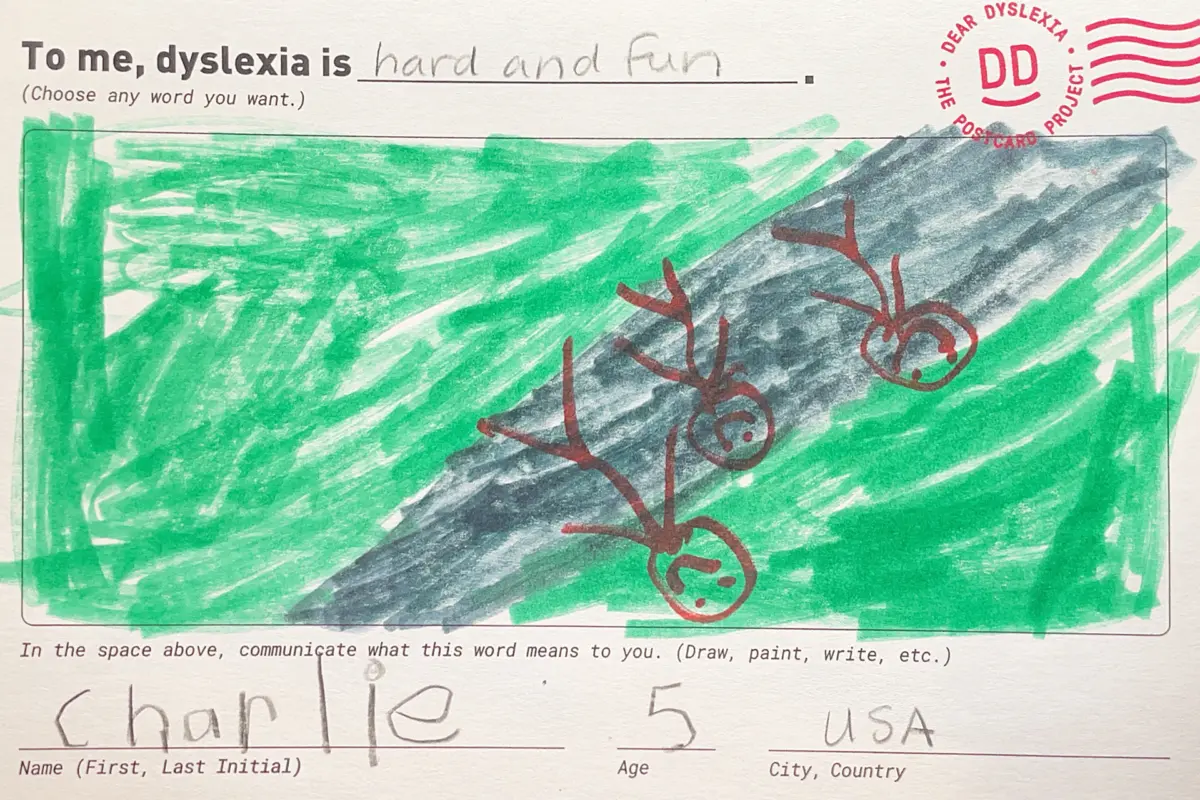 To me, dyslexia is hard and fun.
(Choose any word you want.)
DEAR DYSLEXIA • THE POSTCARD PROJECT •
DD
In the space above, communicate what this word means to you. (Draw, paint, write, etc.)
Charlie 5 USA
Name (First, Last Initial) Age City, Country